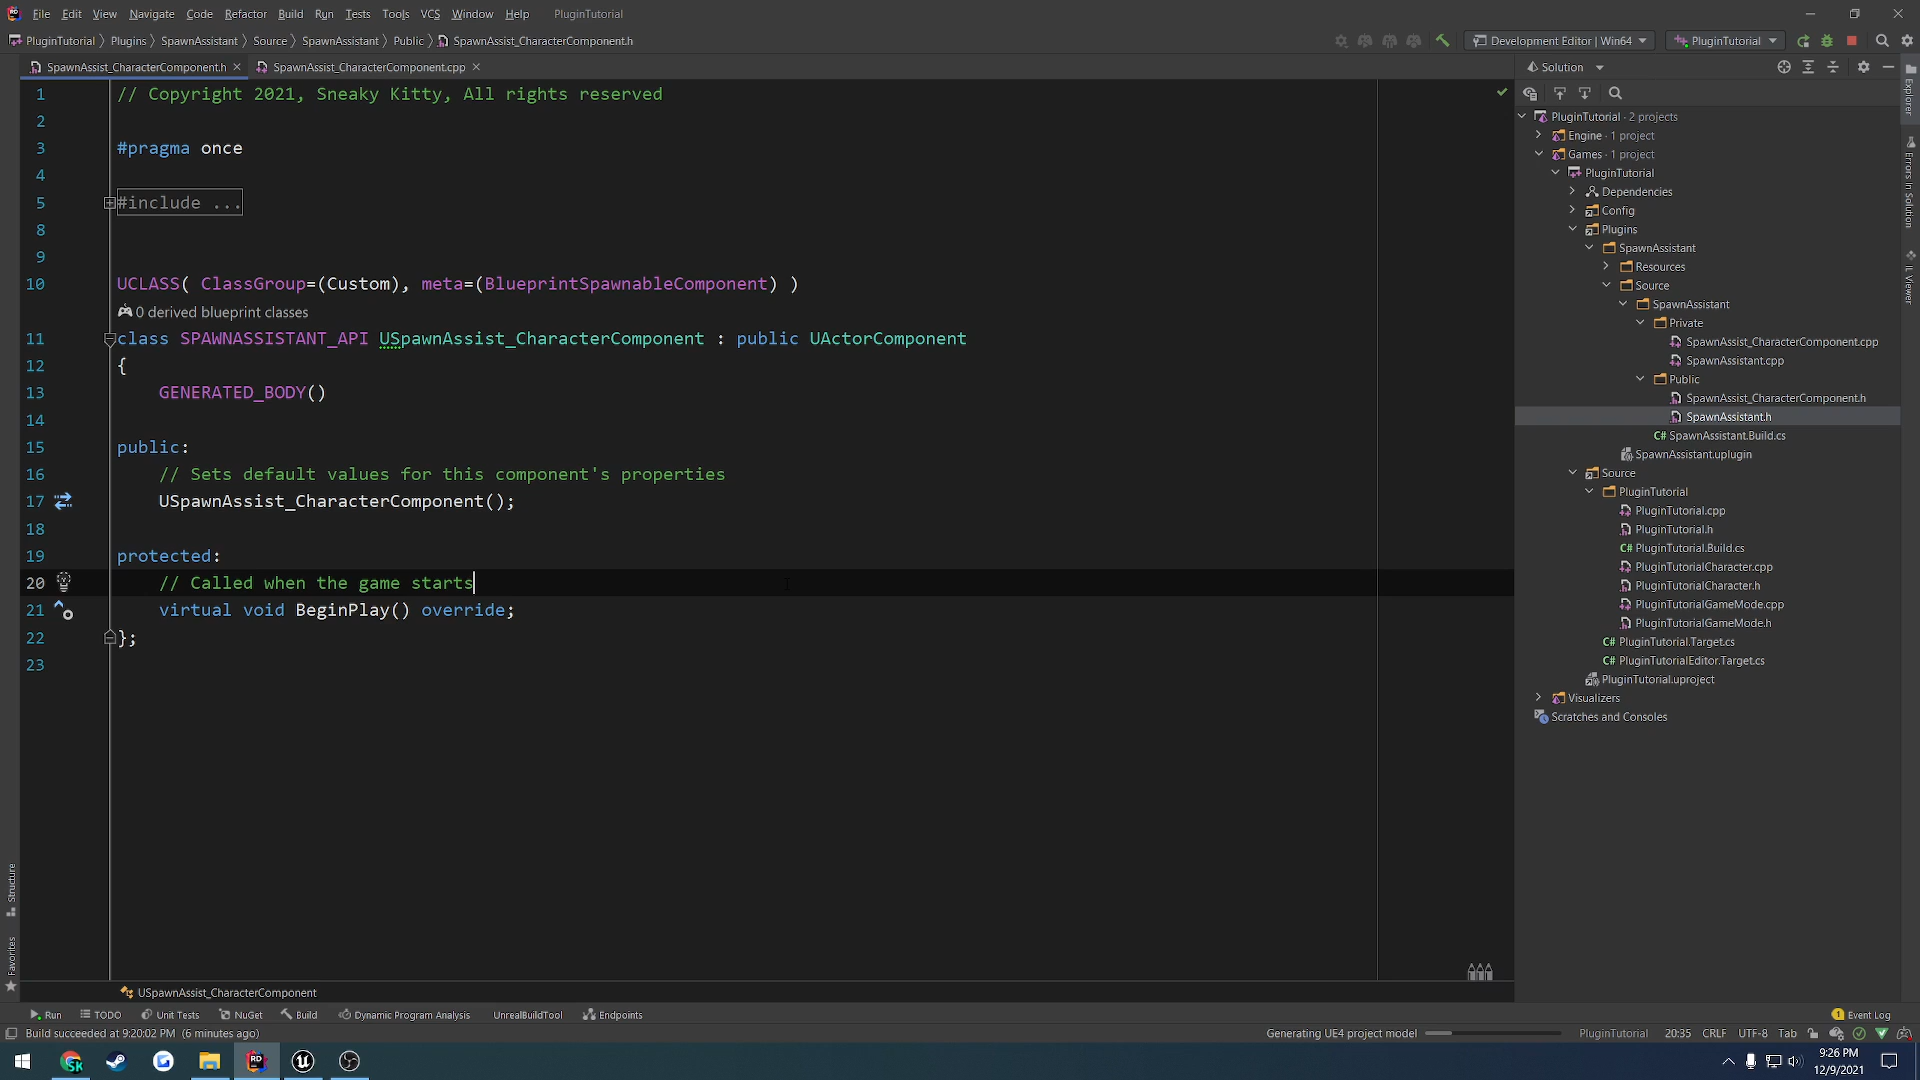 File Edit View Navigate Code Refactor Build Run Tests Tools VCS Window Help PluginTutorial
PluginTutorial Plugins SpawnAssistant Source SpawnAssistant Public SpawnAssist_CharacterComponent.h
Development Editor | Win64 PluginTutorial
SpawnAssist_CharacterComponent.h SpawnAssist_CharacterComponent.cpp
1 // Copyright 2021, Sneaky Kitty, All rights reserved
2
3 #pragma once
4
5 #include ...
8
9
10 UCLASS( ClassGroup=(Custom), meta=(BlueprintSpawnableComponent) )
0 derived blueprint classes
11 class SPAWNASSISTANT_API USpawnAssist_CharacterComponent : public UActorComponent
12 {
13 GENERATED_BODY()
14
15 public:
16 // Sets default values for this component's properties
17 USpawnAssist_CharacterComponent();
18
19 protected:
20 // Called when the game starts
21 virtual void BeginPlay() override;
22 };
23
Solution
PluginTutorial · 2 projects
Engine · 1 project
Games · 1 project
PluginTutorial
Dependencies
Config
Plugins
SpawnAssistant
Resources
Source
SpawnAssistant
Private
SpawnAssist_CharacterComponent.cpp
SpawnAssistant.cpp
Public
SpawnAssist_CharacterComponent.h
SpawnAssistant.h
C# SpawnAssistant.Build.cs
SpawnAssistant.uplugin
Source
PluginTutorial
PluginTutorial.cpp
PluginTutorial.h
C# PluginTutorial.Build.cs
PluginTutorialCharacter.cpp
PluginTutorialCharacter.h
PluginTutorialGameMode.cpp
PluginTutorialGameMode.h
C# PluginTutorial.Target.cs
C# PluginTutorialEditor.Target.cs
PluginTutorial.uproject
Visualizers
Scratches and Consoles
Explorer
Errors In Solution
IL Viewer
Structure
Favorites
USpawnAssist_CharacterComponent
Run TODO Unit Tests NuGet Build Dynamic Program Analysis UnrealBuildTool Endpoints 1 Event Log
Build succeeded at 9:20:02 PM (6 minutes ago) Generating UE4 project model PluginTutorial 20:35 CRLF UTF-8 Tab
9:26 PM
12/9/2021